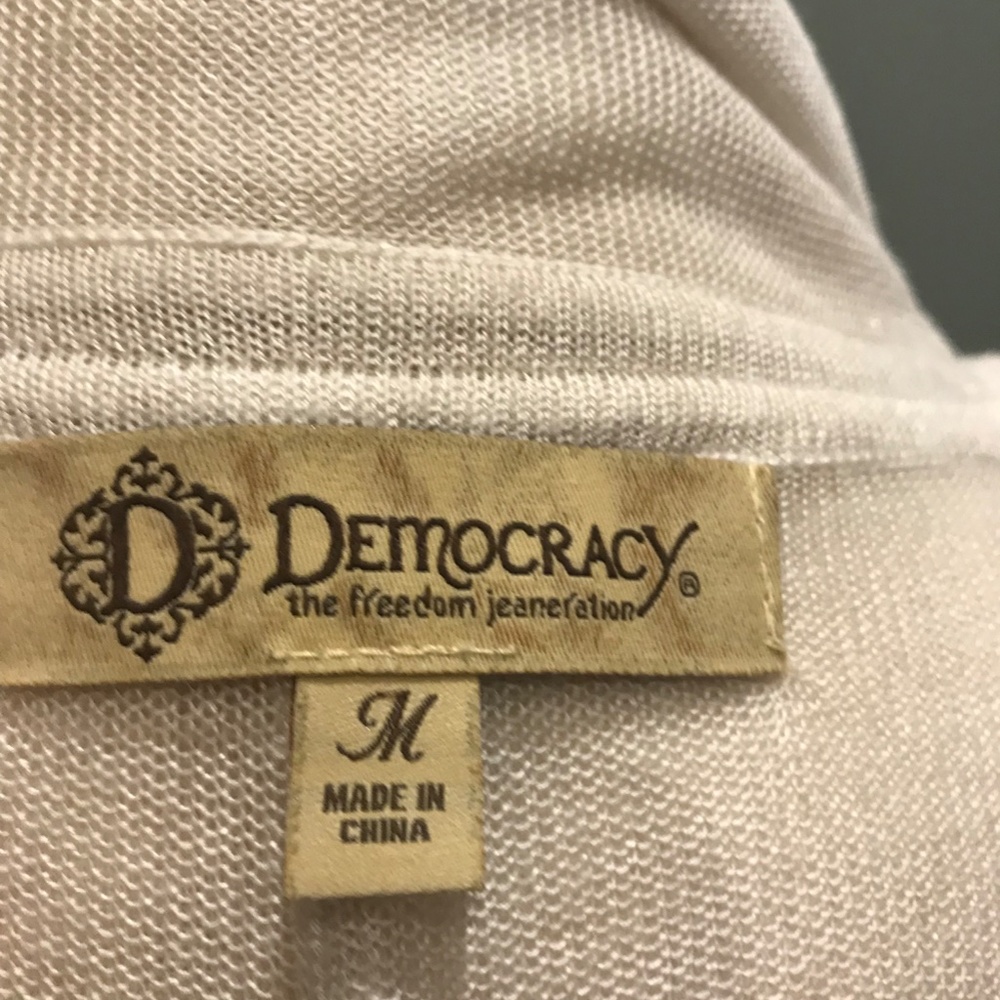 D
DEMOCRACY®
the freedom jeaneration
M
MADE IN
CHINA